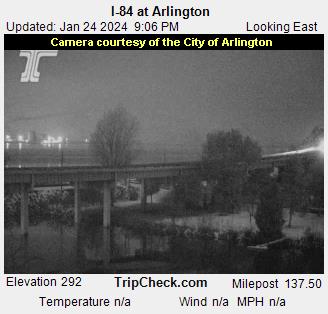 I-84 at Arlington
Updated: Jan 24 2024 9:06 PM Looking East
Camera courtesy of the City of Arlington
Elevation 292 TripCheck.com Milepost 137.50
Temperature n/a Wind n/a MPH n/a